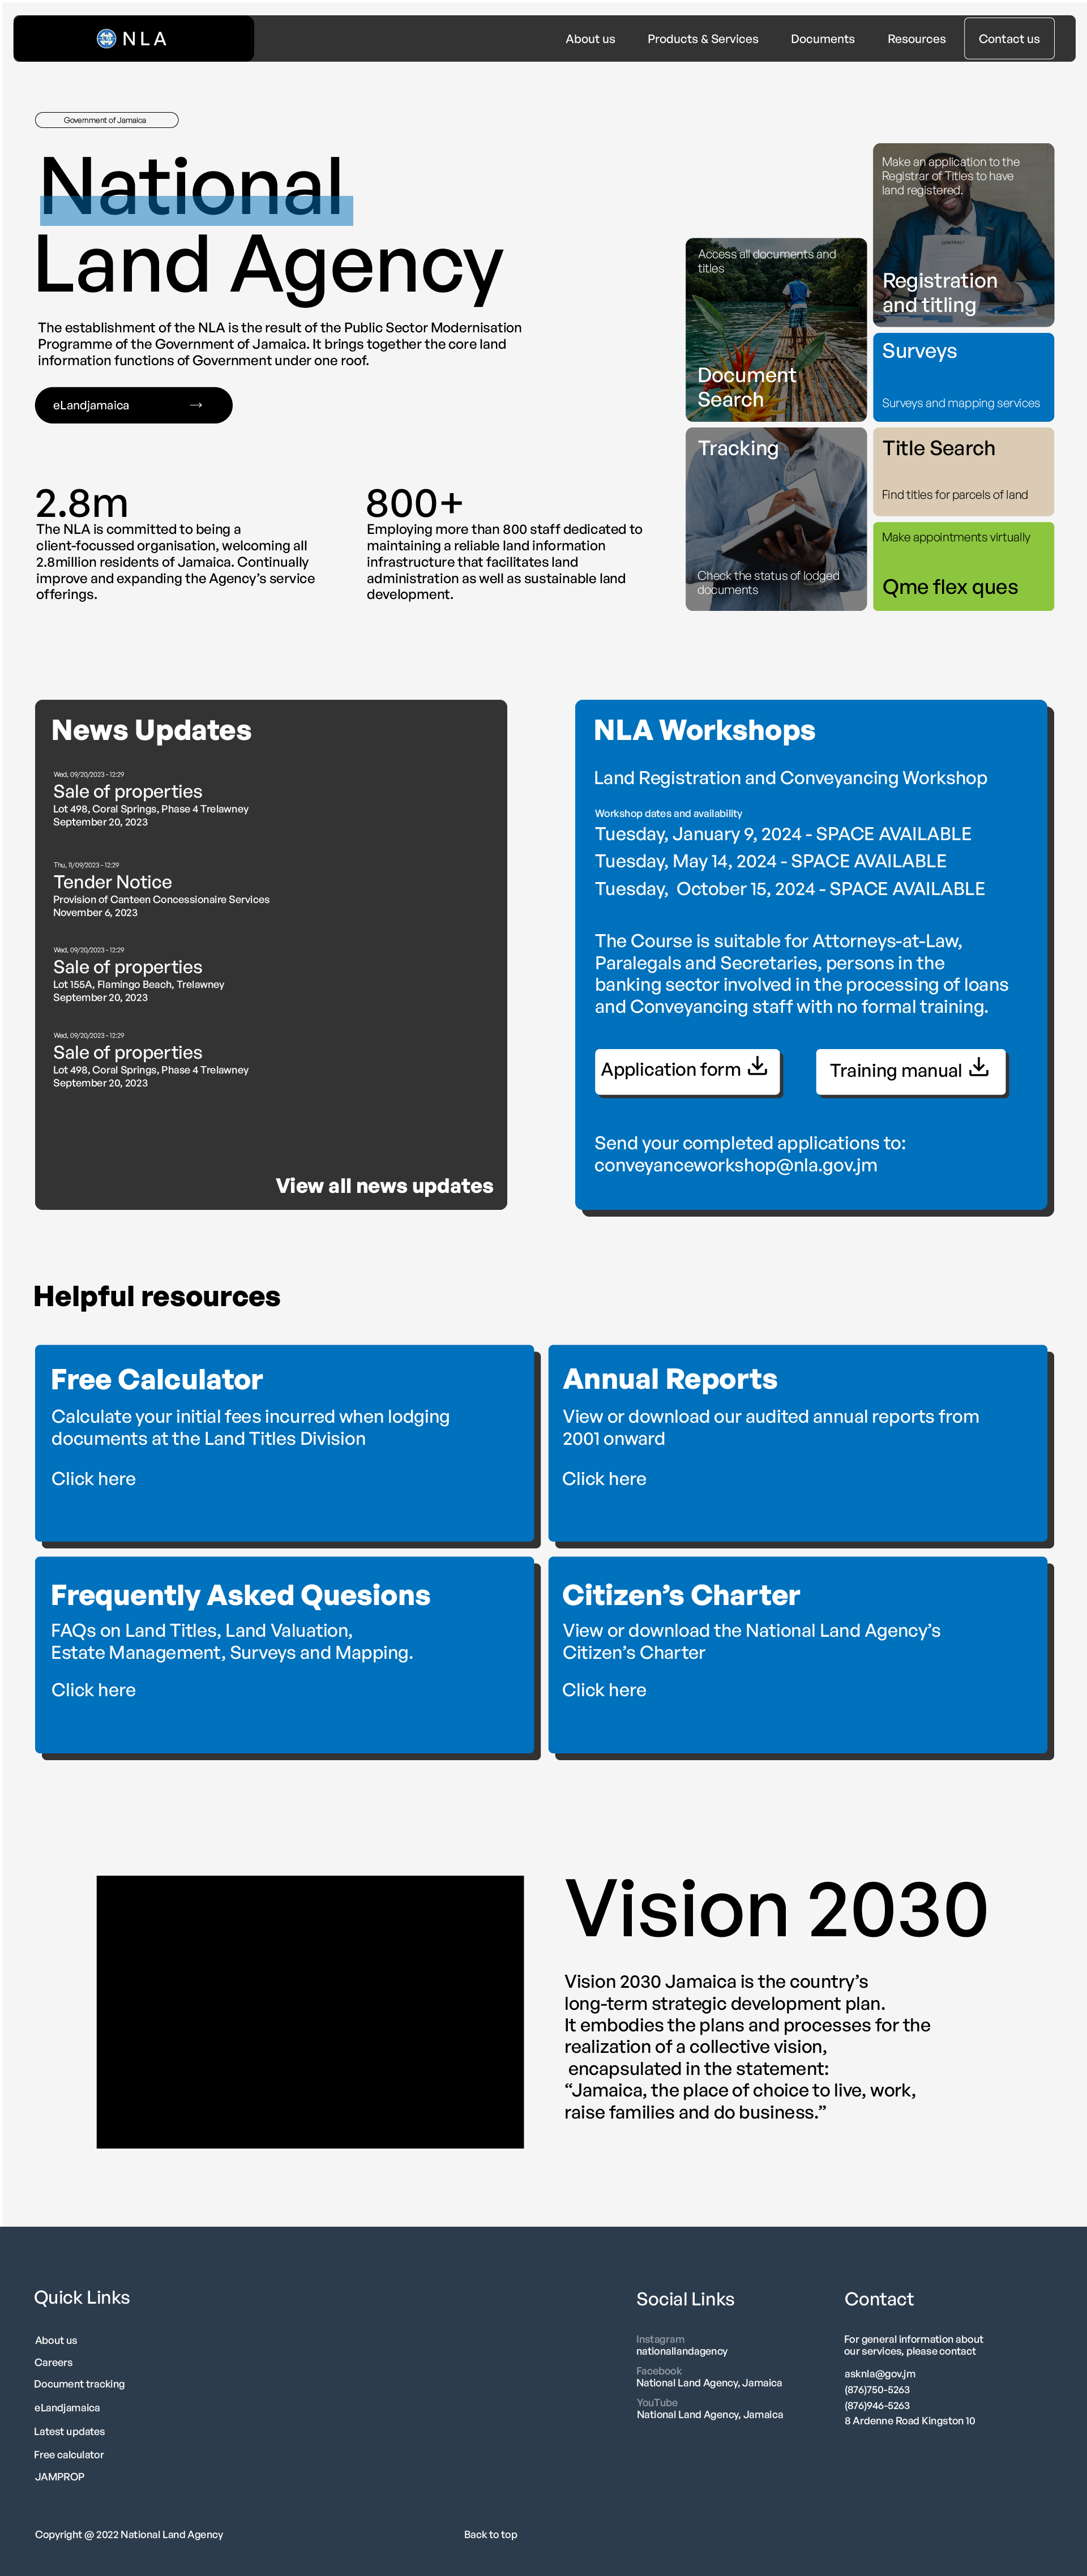 NLA
About us
Products & Services
Documents
Resources
Contact us
Government of Jamaica
National
Land Agency
The establishment of the NLA is the result of the Public Sector Modernisation
Programme of the Government of Jamaica. It brings together the core land
information functions of Government under one roof.
eLandjamaica
2.8m
The NLA is committed to being a
client-focussed organisation, welcoming all
2.8million residents of Jamaica. Continually
improve and expanding the Agency's service
offerings.
800+
Employing more than 800 staff dedicated to
maintaining a reliable land information
infrastructure that facilitates land
administration as well as sustainable land
development.
Access all documents and
titles
Document
Search
Tracking
Check the status of lodged
documents
Make an application to the
Registrar of Titles to have
land registered.
CONTRACT
Registration
and titling
Surveys
Surveys and mapping services
Title Search
Find titles for parcels of land
Make appointments virtually
Qme flex ques
News Updates
Wed, 09/20/2023 - 12:29
Sale of properties
Lot 498, Coral Springs, Phase 4 Trelawney
September 20, 2023
Thu, 11/09/2023 - 12:29
Tender Notice
Provision of Canteen Concessionaire Services
November 6, 2023
Wed, 09/20/2023 - 12:29
Sale of properties
Lot 155A, Flamingo Beach, Trelawney
September 20, 2023
Wed, 09/20/2023 - 12:29
Sale of properties
Lot 498, Coral Springs, Phase 4 Trelawney
September 20, 2023
View all news updates
NLA Workshops
Land Registration and Conveyancing Workshop
Workshop dates and availability
Tuesday, January 9, 2024 - SPACE AVAILABLE
Tuesday, May 14, 2024 - SPACE AVAILABLE
Tuesday, October 15, 2024 - SPACE AVAILABLE
The Course is suitable for Attorneys-at-Law,
Paralegals and Secretaries, persons in the
banking sector involved in the processing of loans
and Conveyancing staff with no formal training.
Application form
Training manual
Send your completed applications to:
conveyanceworkshop@nla.gov.jm
Helpful resources
Free Calculator
Calculate your initial fees incurred when lodging
documents at the Land Titles Division
Click here
Annual Reports
View or download our audited annual reports from
2001 onward
Click here
Frequently Asked Quesions
FAQs on Land Titles, Land Valuation,
Estate Management, Surveys and Mapping.
Click here
Citizen's Charter
View or download the National Land Agency's
Citizen's Charter
Click here
Vision 2030
Vision 2030 Jamaica is the country's
long-term strategic development plan.
It embodies the plans and processes for the
realization of a collective vision,
encapsulated in the statement:
“Jamaica, the place of choice to live, work,
raise families and do business.”
Quick Links
About us
Careers
Document tracking
eLandjamaica
Latest updates
Free calculator
JAMPROP
Social Links
Instagram
nationallandagency
Facebook
National Land Agency, Jamaica
YouTube
National Land Agency, Jamaica
Contact
For general information about
our services, please contact
asknla@gov.jm
(876)750-5263
(876)946-5263
8 Ardenne Road Kingston 10
Copyright @ 2022 National Land Agency
Back to top